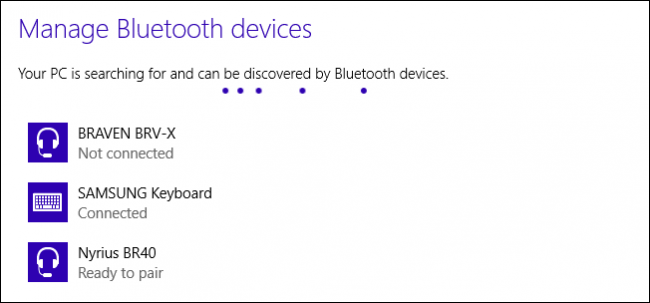 Manage Bluetooth devices
Your PC is searching for and can be discovered by Bluetooth devices.
BRAVEN BRV-X
Not connected
SAMSUNG Keyboard
Connected
Nyrius BR40
Ready to pair